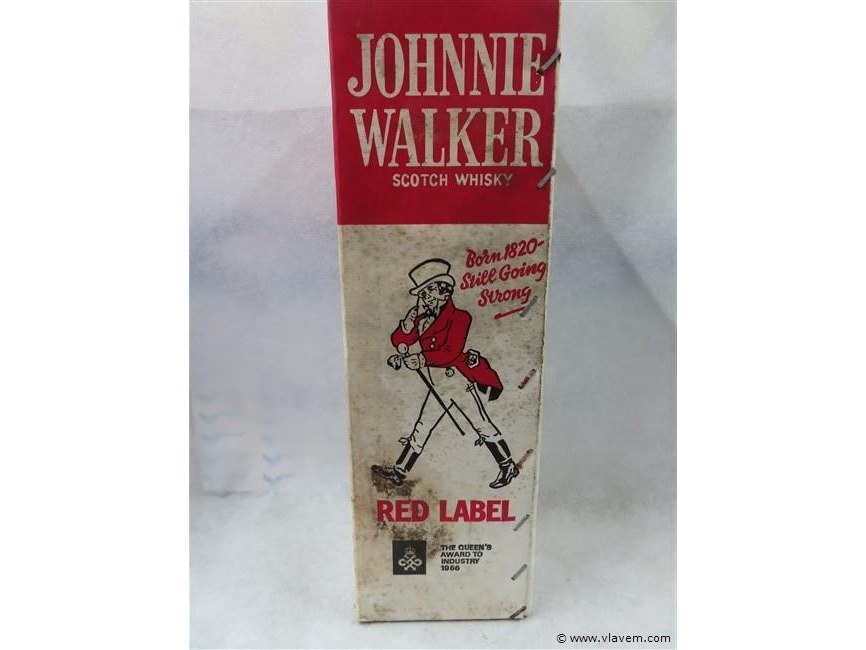 JOHNNIE
WALKER
SCOTCH WHISKY
Born 1820-
Still Going
Strong
RED LABEL
THE QUEEN'S
AWARD TO
INDUSTRY
1966
© www.vlavem.com